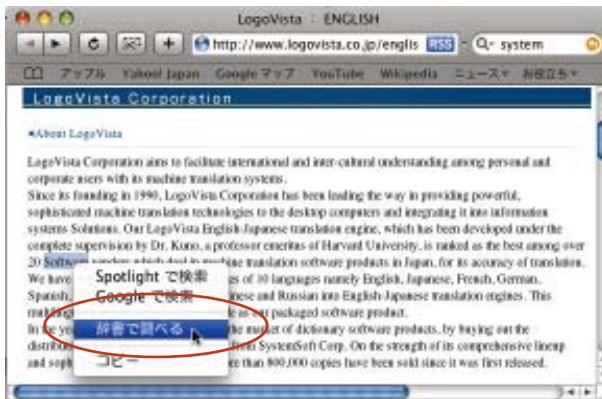 LogoVista : ENGLISH
http://www.logovista.co.jp/englis RSS Q- system
アップル Yahoo! Japan Google マップ YouTube Wikipedia ニュース お役立ち
LogoVista Corporation
About LogoVista
LogoVista Corporation aims to facilitate international and inter-cultural understanding among personal and
corporate users with its machine translation systems.
Since its founding in 1990, LogoVista Corporation has been leading the way in providing powerful,
sophisticated machine translation technologies to the desktop computers and integrating it into information
systems Solutions. Our LogoVista English-Japanese translation engine, which has been developed under the
complete supervision by Dr. Kuno, a professor emeritus of Harvard University, is ranked as the best among over
20 Software vendors which deal in machine translation software products in Japan, for its accuracy of translation.
We have es of 10 languages namely English, Japanese, French, German,
Spanish, inese and Russian into English-Japanese translation engines. This
multilingu le as our packaged software product.
In the yea the market of dictionary software products, by buying out the
distribut from SystemSoft Corp. On the strength of its comprehensive lineup
and soph re than 800,000 copies have been sold since it was first released.
Spotlight で検索
Google で検索
辞書で調べる
コピー